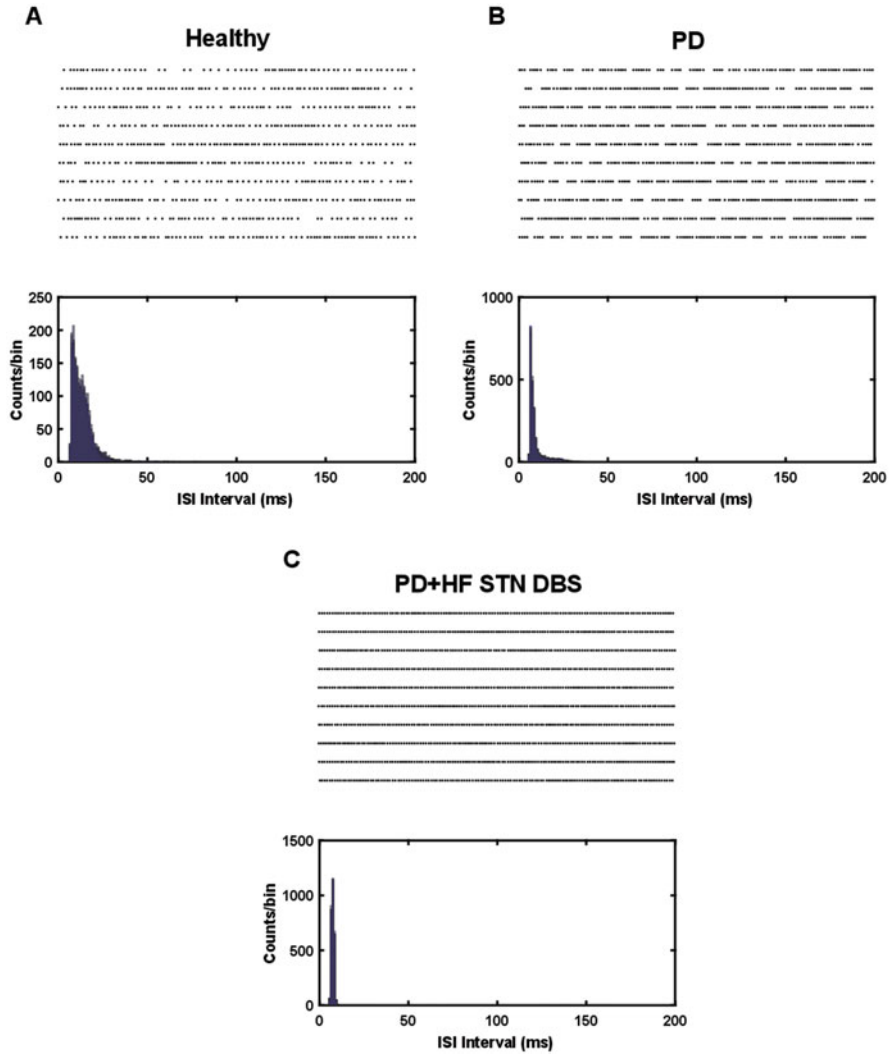 A
Healthy
250
200
150
100
50
0
Counts/bin
0 50 100 150 200
ISI Interval (ms)
B
PD
1000
500
0
Counts/bin
0 50 100 150 200
ISI Interval (ms)
C
PD+HF STN DBS
1500
1000
500
0
Counts/bin
0 50 100 150 200
ISI Interval (ms)